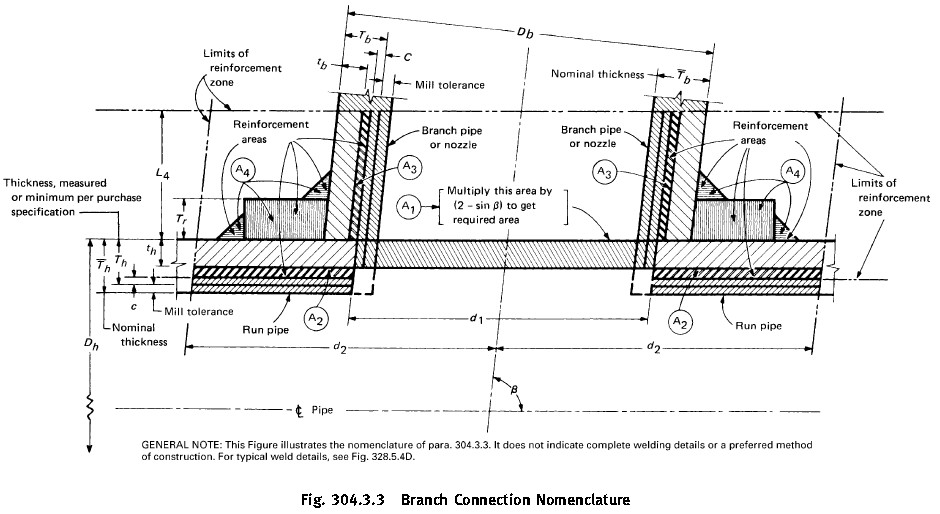 D_b
T_b
c
t_b
Limits of
reinforcement
zone
Mill tolerance
Nominal thickness
T̅_b
Reinforcement
areas
Branch pipe
or nozzle
Branch pipe
or nozzle
Reinforcement
areas
L_4
A_4
A_3
A_3
A_4
Thickness, measured
or minimum per purchase
specification
A_1
Multiply this area by
(2 – sin β) to get
required area
Limits of
reinforcement
zone
T_r
t_h
T̅_h
T_h
c
Mill tolerance
A_2
Run pipe
A_2
Run pipe
Nominal
thickness
d_1
D_h
d_2
d_2
β
℄ Pipe
GENERAL NOTE: This Figure illustrates the nomenclature of para. 304.3.3. It does not indicate complete welding details or a preferred method
of construction. For typical weld details, see Fig. 328.5.4D.
Fig. 304.3.3 Branch Connection Nomenclature